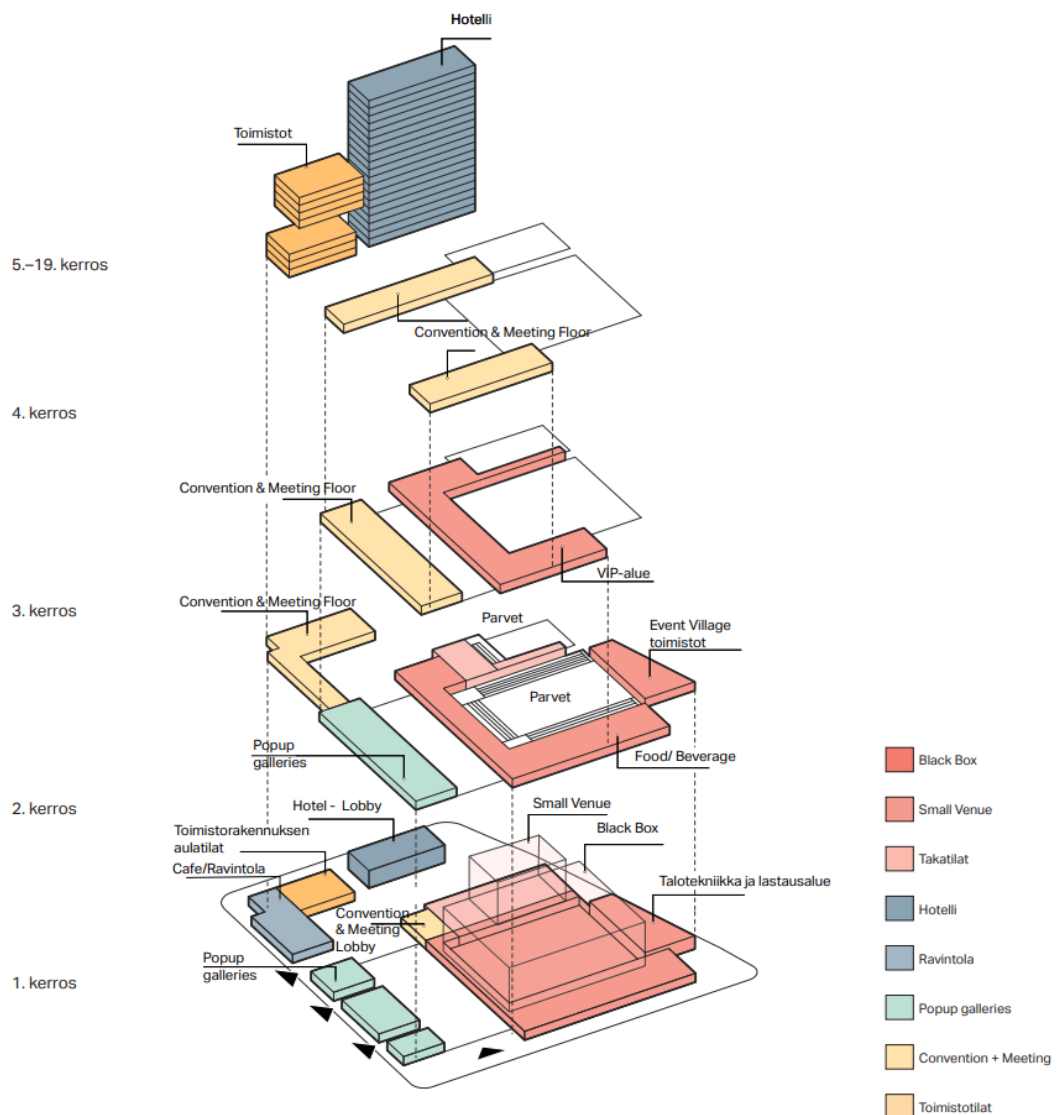 Hotelli
Toimistot
5.–19. kerros
Convention & Meeting Floor
4. kerros
Convention & Meeting Floor
VIP-alue
3. kerros
Convention & Meeting Floor
Parvet
Event Village
toimistot
Parvet
Popup
galleries
Food/ Beverage
2. kerros
Hotel - Lobby
Small Venue
Toimistorakennuksen
aulatilat
Black Box
Cafe/Ravintola
Talotekniikka ja lastausalue
Convention
& Meeting
Lobby
Popup
galleries
1. kerros
Black Box
Small Venue
Takatilat
Hotelli
Ravintola
Popup galleries
Convention + Meeting
Toimistotilat